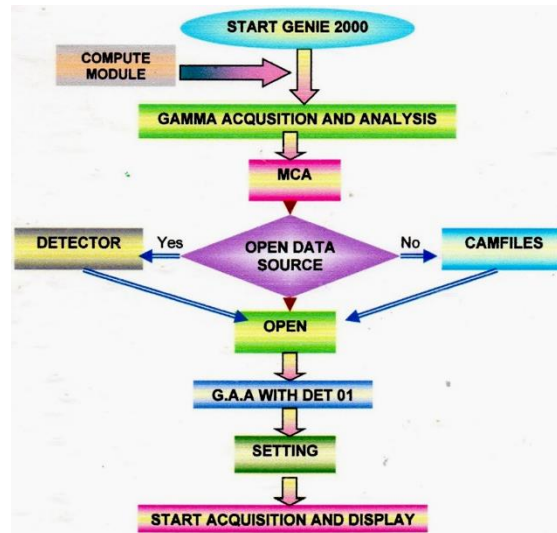 START GENIE 2000
COMPUTE
MODULE
GAMMA ACQUSITION AND ANALYSIS
MCA
DETECTOR
Yes
OPEN DATA
SOURCE
No
CAMFILES
OPEN
G.A.A WITH DET 01
SETTING
START ACQUISITION AND DISPLAY